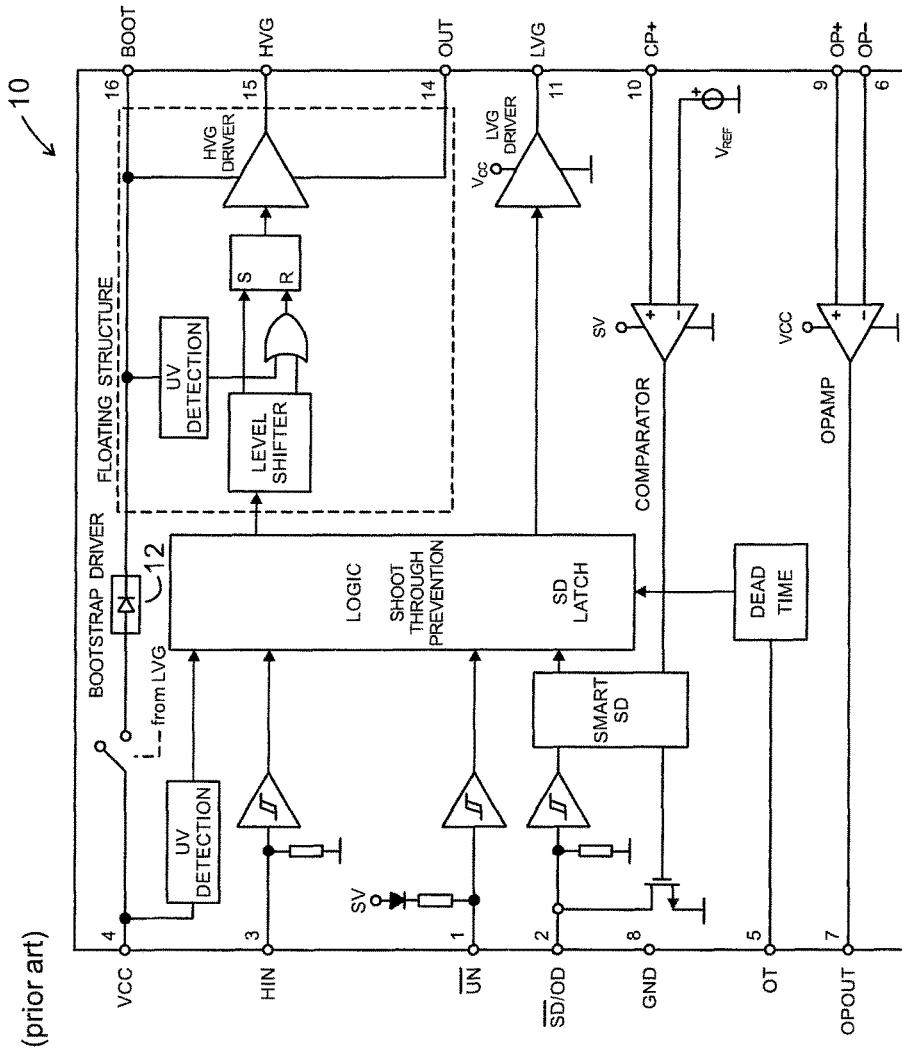 (prior art)
10
BOOT
16
HVG
15
OUT
14
LVG
11
CP+
10
OP+
9
OP-
6
BOOTSTRAP DRIVER
12
FLOATING STRUCTURE
from LVG
UV
DETECTION
LEVEL
SHIFTER
S
R
HVG
DRIVER
VCC
LVG
DRIVER
VREF
+
5V
+
-
COMPARATOR
VCC
+
-
OPAMP
UV
DETECTION
LOGIC
SHOOT
THROUGH
PREVENTION
SD
LATCH
SMART
SD
DEAD
TIME
5V
VCC
4
HIN
3
UN
1
SD/OD
2
GND
8
OT
5
OPOUT
7